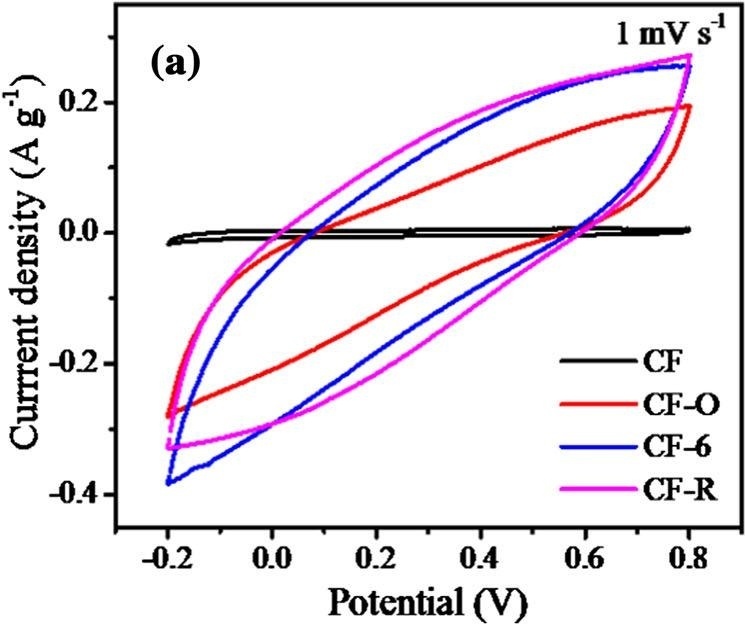 (a)
1 mV s⁻¹
Currrent density (A g⁻¹)
0.2
0.0
-0.2
-0.4
CF
CF-O
CF-6
CF-R
-0.2 0.0 0.2 0.4 0.6 0.8
Potential (V)